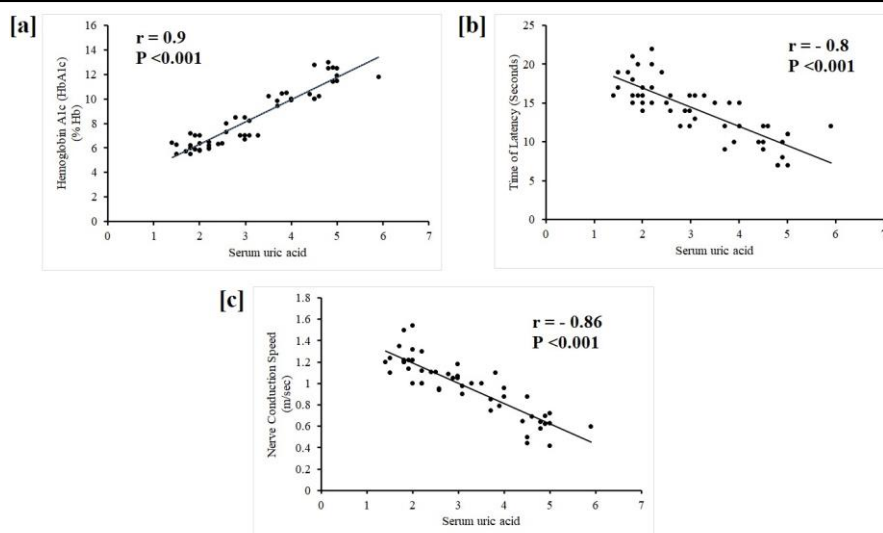 [a]
r = 0.9
P <0.001
Hemoglobin A1c (HbA1c)
(% Hb)
16
14
12
10
8
6
4
2
0
0 1 2 3 4 5 6 7
Serum uric acid
[b]
r = - 0.8
P <0.001
Time of Latency (Seconds)
25
20
15
10
5
0
0 1 2 3 4 5 6 7
Serum uric acid
[c]
r = - 0.86
P <0.001
Nerve Conduction Speed
(m/sec)
1.8
1.6
1.4
1.2
1
0.8
0.6
0.4
0.2
0
0 1 2 3 4 5 6 7
Serum uric acid